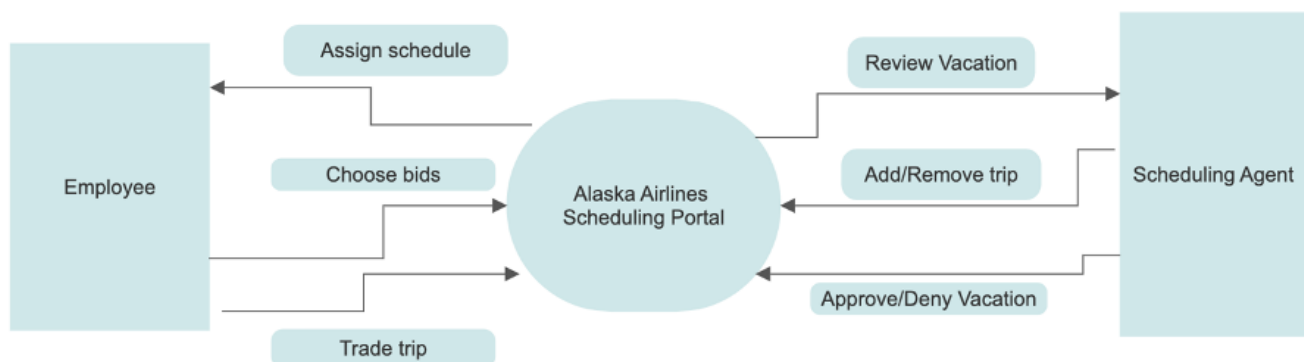 Assign schedule
Review Vacation
Employee
Choose bids
Alaska Airlines
Scheduling Portal
Add/Remove trip
Scheduling Agent
Approve/Deny Vacation
Trade trip